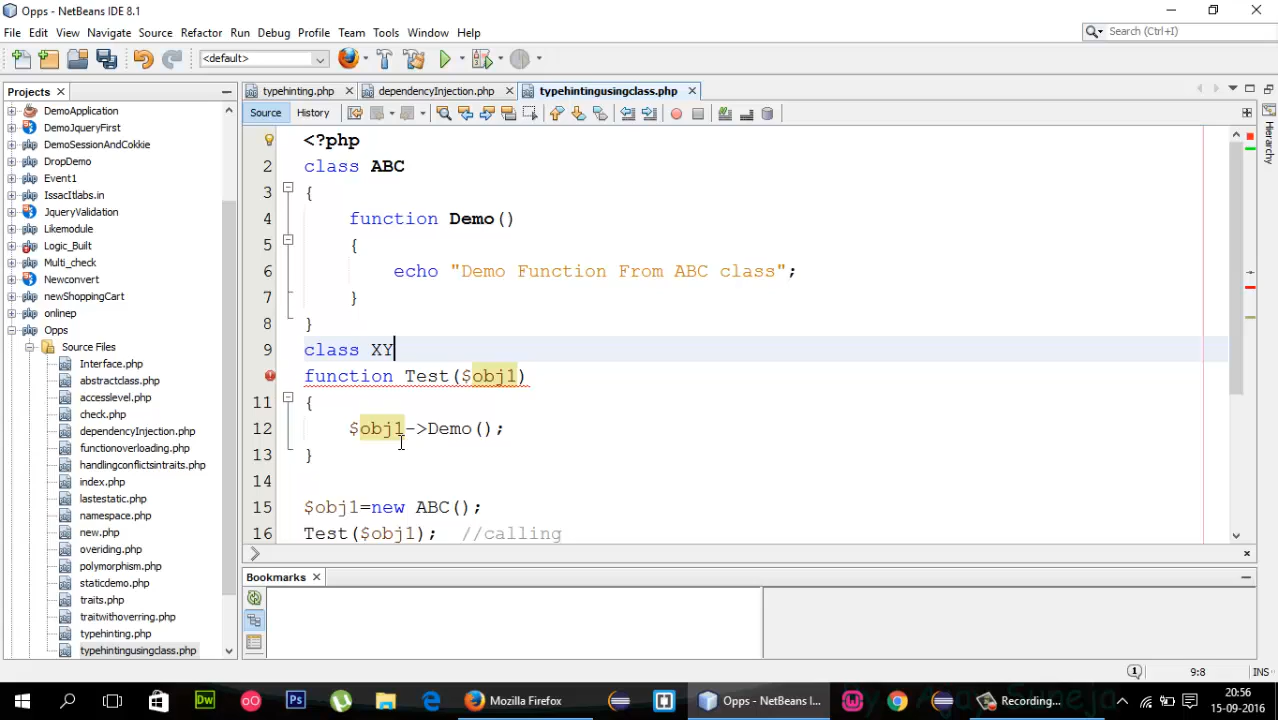 Opps - NetBeans IDE 8.1
File Edit View Navigate Source Refactor Run Debug Profile Team Tools Window Help
Search (Ctrl+I)
<default>
Projects
typehinting.php dependencyInjection.php typehintingusingclass.php
Source History
DemoApplication
DemoJqueryFirst
DemoSessionAndCokkie
DropDemo
Event1
IssacItlabs.in
JqueryValidation
Likemodule
Logic_Built
Multi_check
Newconvert
newShoppingCart
onlinep
Opps
Source Files
Interface.php
abstractclass.php
accesslevel.php
check.php
dependencyInjection.php
functionoverloading.php
handlingconflictsintraits.php
index.php
lastestatic.php
namespace.php
new.php
overiding.php
polymorphism.php
staticdemo.php
traits.php
traitwithoverring.php
typehinting.php
typehintingusingclass.php
<?php
2 class ABC
3 {
4 function Demo()
5 {
6 echo "Demo Function From ABC class";
7 }
8 }
9 class XY
function Test($obj1)
11 {
12 $obj1->Demo();
13 }
14
15 $obj1=new ABC();
16 Test($obj1); //calling
Hierarchy
Bookmarks
1 9:8 INS
Mozilla Firefox
Opps - NetBeans I...
Recording...
20:56
15-09-2016